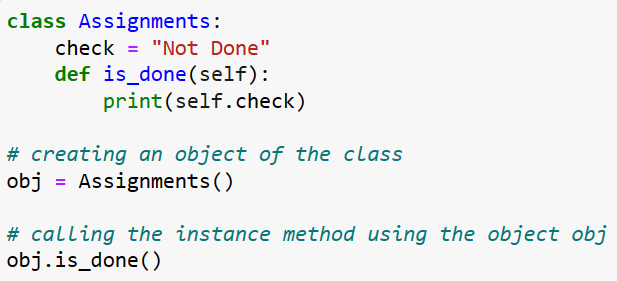 class Assignments:
    check = "Not Done"
    def is_done(self):
        print(self.check)

# creating an object of the class
obj = Assignments()

# calling the instance method using the object obj
obj.is_done()